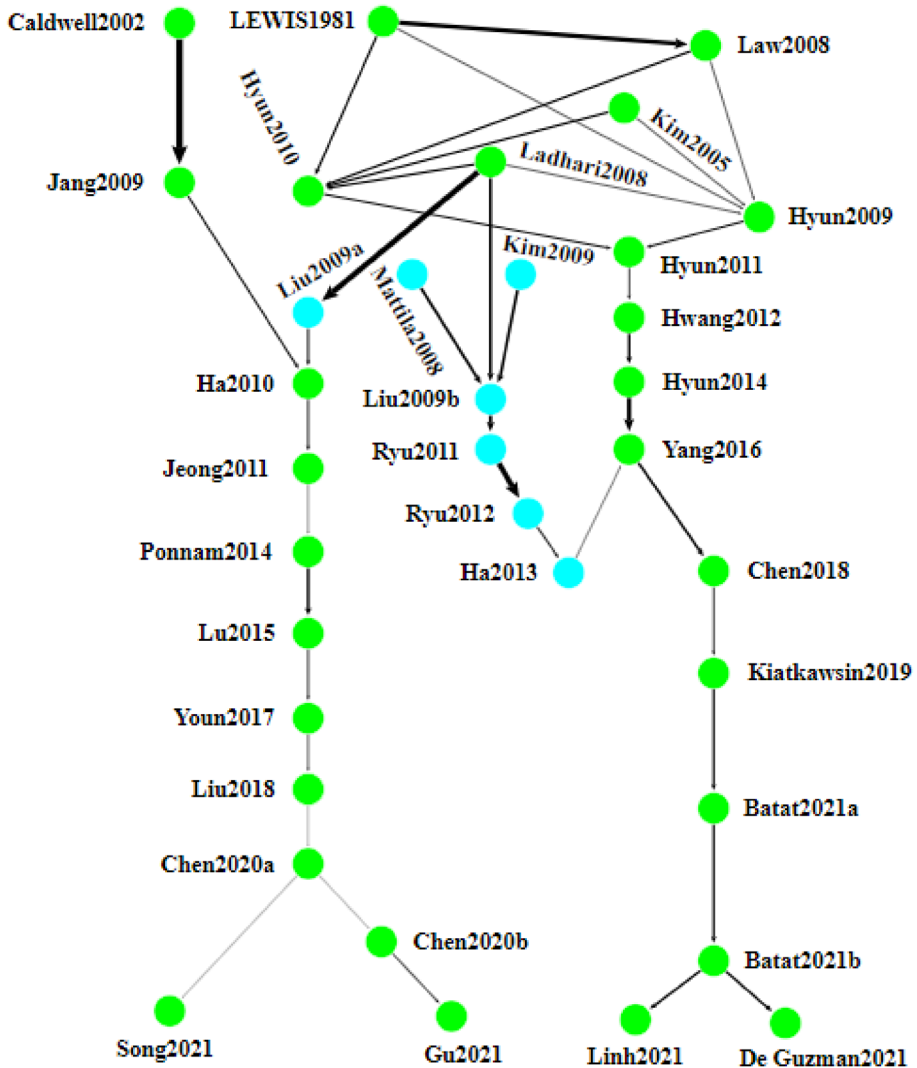 Caldwell2002
LEWIS1981
Law2008
Hyun2010
Kim2005
Ladhari2008
Jang2009
Hyun2009
Kim2009
Liu2009a
Hyun2011
Mattila2008
Hwang2012
Ha2010
Hyun2014
Liu2009b
Ryu2011
Yang2016
Jeong2011
Ryu2012
Ponnam2014
Ha2013
Chen2018
Lu2015
Kiatkawsin2019
Youn2017
Liu2018
Batat2021a
Chen2020a
Chen2020b
Batat2021b
Song2021
Gu2021
Linh2021
De Guzman2021